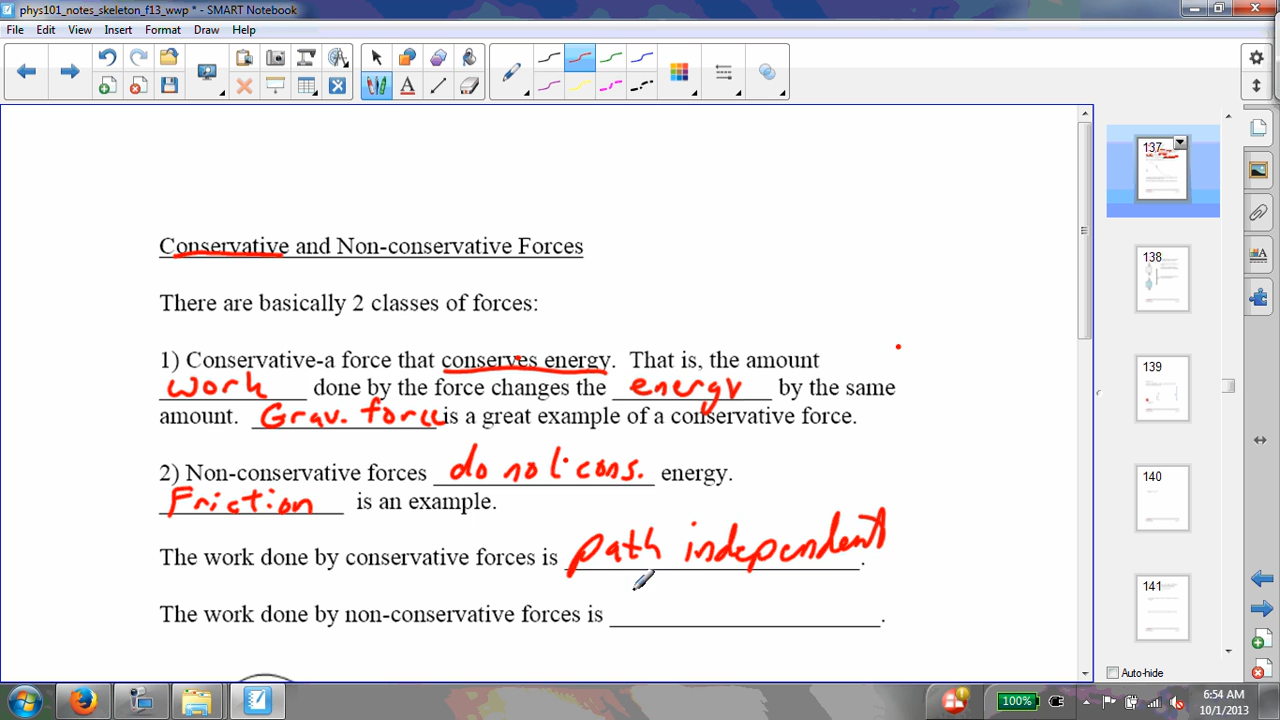 phys101_notes_skeleton_f13_wwp * - SMART Notebook
File Edit View Insert Format Draw Help
137
138
139
140
141
Conservative and Non-conservative Forces
There are basically 2 classes of forces:
1) Conservative-a force that conserves energy. That is, the amount
work done by the force changes the energy by the same
amount. Grav. force is a great example of a conservative force.
2) Non-conservative forces do not cons. energy.
Friction is an example.
The work done by conservative forces is path independent.
The work done by non-conservative forces is ____________.
Auto-hide
100%
6:54 AM
10/1/2013